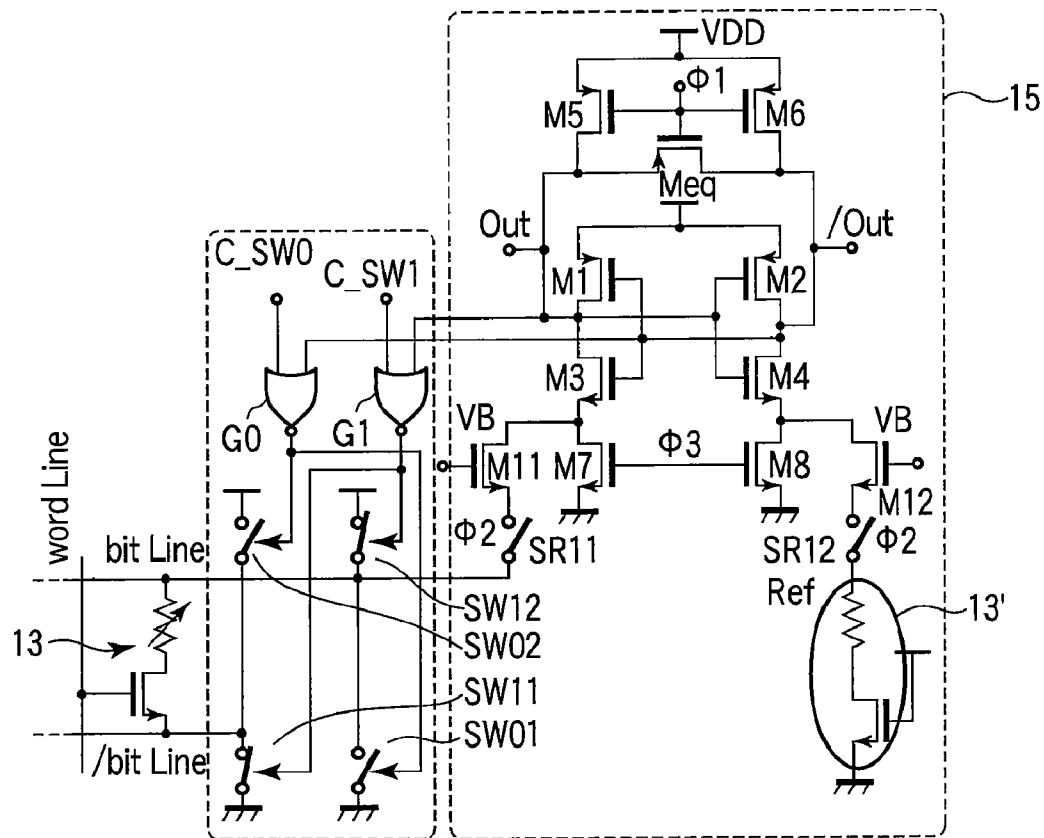 VDD
Φ1
15
M5
M6
Meq
Out
/Out
C_SW0
C_SW1
M1
M2
M3
M4
G0
G1
VB
VB
M11
M7
Φ3
M8
M12
word Line
bit Line
Φ2
SR11
SR12
Φ2
Ref
13'
SW12
13
SW02
SW11
SW01
/bit Line